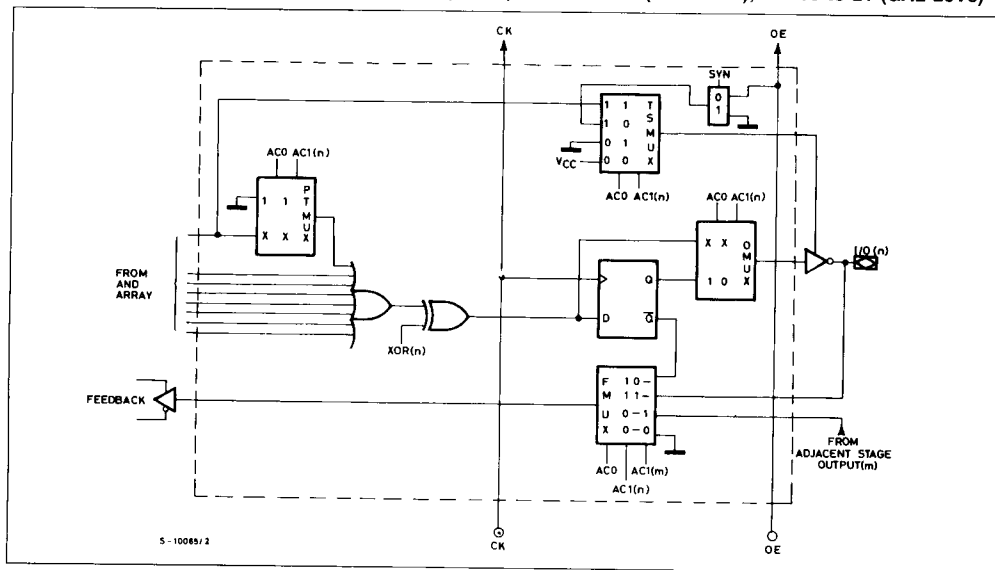 CK
OE
SYN
0
1
1 1 T
1 0 S
0 1 M
0 0 U
X
VCC
AC0 AC1(n)
AC0 AC1(n)
1 1
X X
P
T
M
U
X
AC0 AC1(n)
X X
1 0
O
M
U
X
I/O (n)
FROM
AND
ARRAY
XOR(n)
D
Q
Q̅
F 1 0 –
M 1 1 –
U 0 – 1
X 0 – 0
FEEDBACK
FROM
ADJACENT STAGE
OUTPUT(m)
AC0
AC1(m)
AC1(n)
S-10065/2
CK
OE